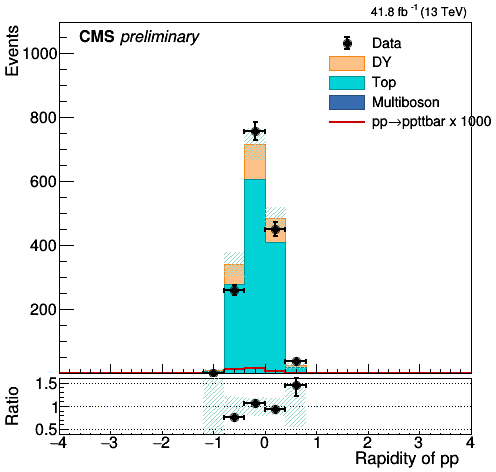 41.8 fb⁻¹ (13 TeV)
CMS preliminary
Events
1000
800
600
400
200
Data
DY
Top
Multiboson
pp→ppttbar x 1000
Ratio
1.5
1
0.5
−4 −3 −2 −1 0 1 2 3 4
Rapidity of pp